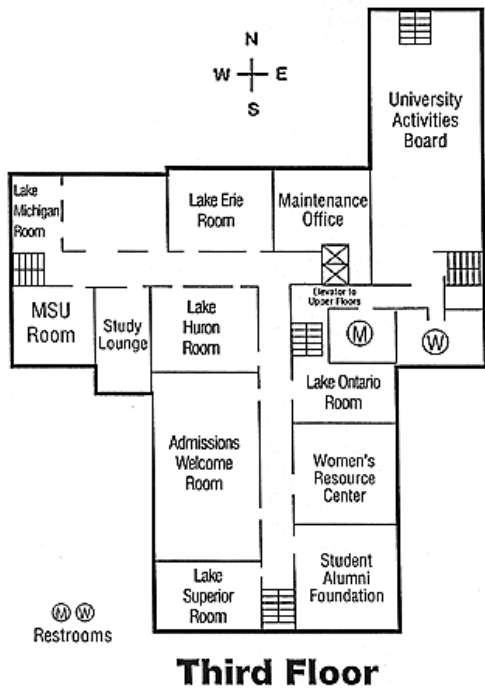 N
W E
S
University
Activities
Board
Lake
Michigan
Room
Lake Erie
Room
Maintenance
Office
Elevator to
Upper Floors
MSU
Room
Study
Lounge
Lake
Huron
Room
M
W
Lake Ontario
Room
Admissions
Welcome
Room
Women's
Resource
Center
Lake
Superior
Room
Student
Alumni
Foundation
M W
Restrooms
Third Floor